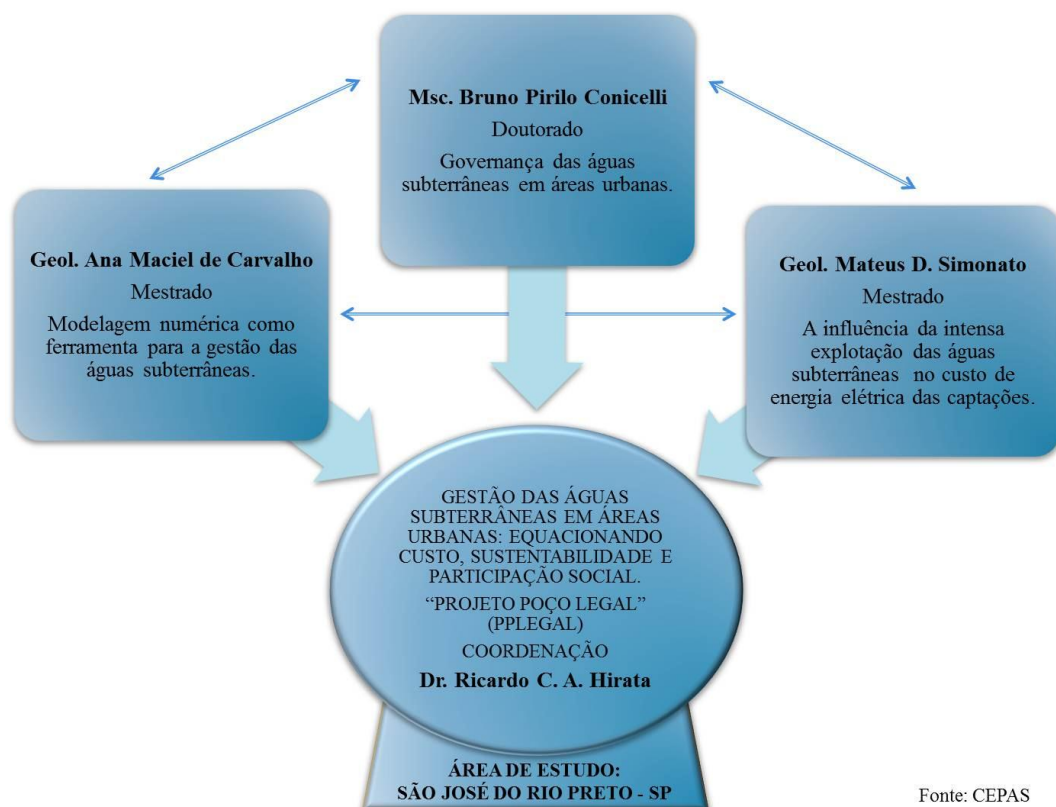 Msc. Bruno Pirilo Conicelli
Doutorado
Governança das águas
subterrâneas em áreas urbanas.
Geol. Ana Maciel de Carvalho
Mestrado
Modelagem numérica como
ferramenta para a gestão das
águas subterrâneas.
Geol. Mateus D. Simonato
Mestrado
A influência da intensa
explotação das águas
subterrâneas no custo de
energia elétrica das captações.
GESTÃO DAS ÁGUAS
SUBTERRÂNEAS EM ÁREAS
URBANAS: EQUACIONANDO
CUSTO, SUSTENTABILIDADE E
PARTICIPAÇÃO SOCIAL.
“PROJETO POÇO LEGAL”
(PPLEGAL)
COORDENAÇÃO
Dr. Ricardo C. A. Hirata
ÁREA DE ESTUDO:
SÃO JOSÉ DO RIO PRETO - SP
Fonte: CEPAS